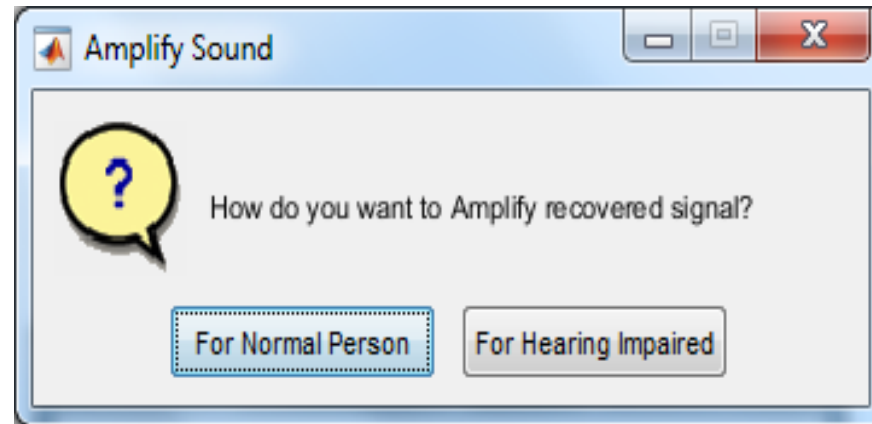 Amplify Sound
?
How do you want to Amplify recovered signal?
For Normal Person
For Hearing Impaired